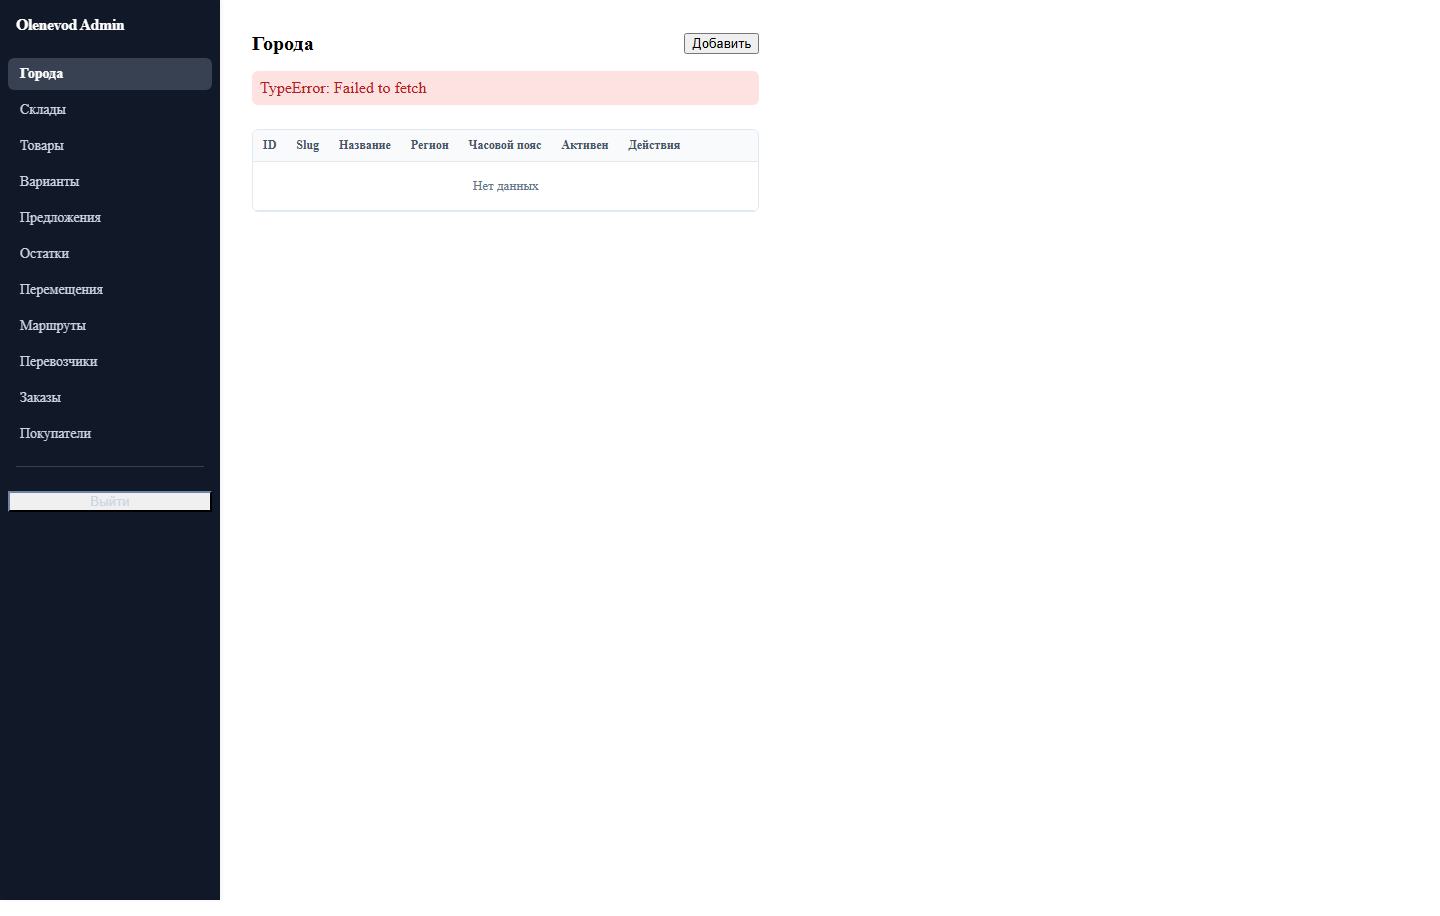 Olenevod Admin
Города
Склады
Товары
Варианты
Предложения
Остатки
Перемещения
Маршруты
Перевозчики
Заказы
Покупатели
Выйти
Города
Добавить
TypeError: Failed to fetch
ID Slug Название Регион Часовой пояс Активен Действия
Нет данных